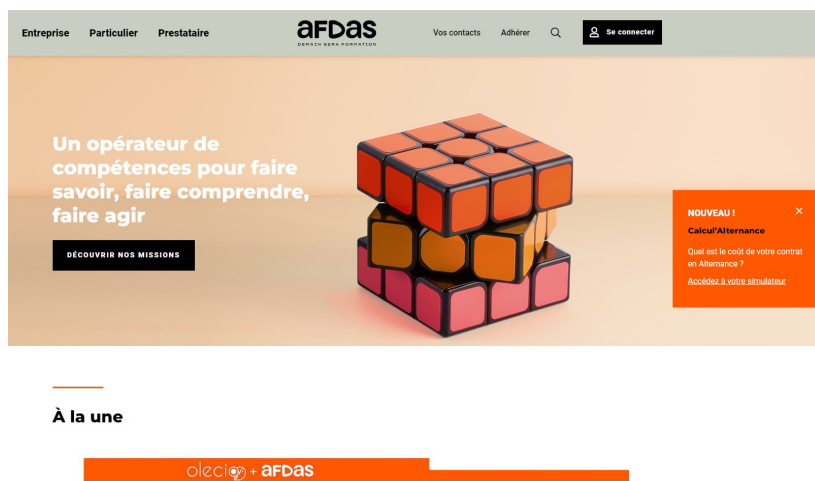 Entreprise Particulier Prestataire
afdas
DEMAIN SERA FORMATION
Vos contacts Adhérer
Se connecter
Un opérateur de
compétences pour faire
savoir, faire comprendre,
faire agir
DÉCOUVRIR NOS MISSIONS
NOUVEAU !
Calcul'Alternance
Quel est le coût de votre contrat
en Alternance ?
Accédez à votre simulateur
À la une
olecio + afdas